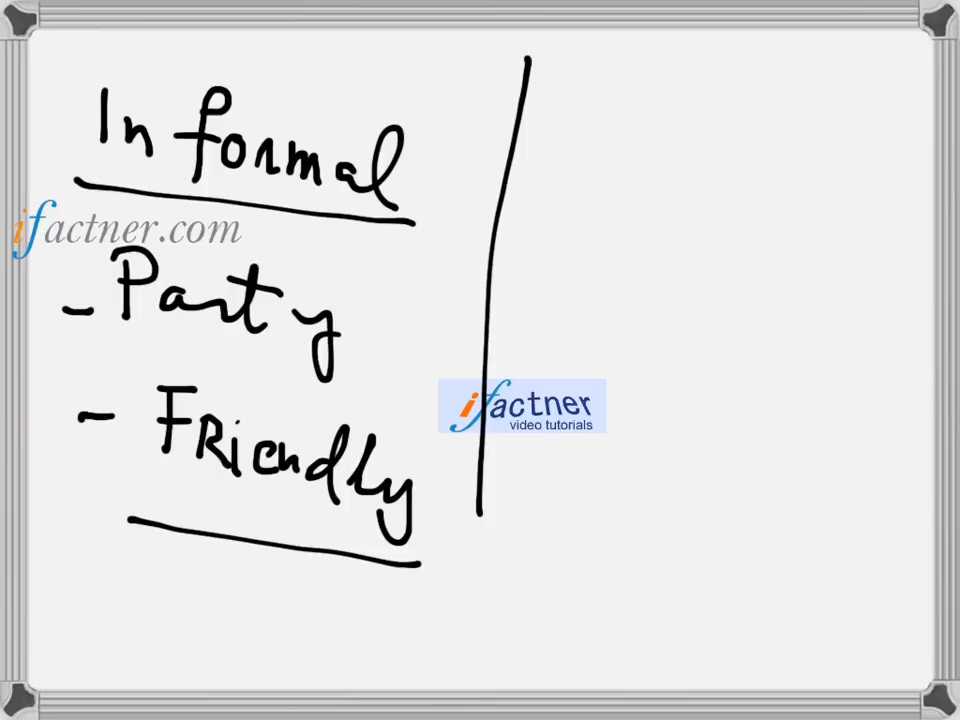 Informal
ifactner.com
- Party
ifactner
video tutorials
- FRiendly